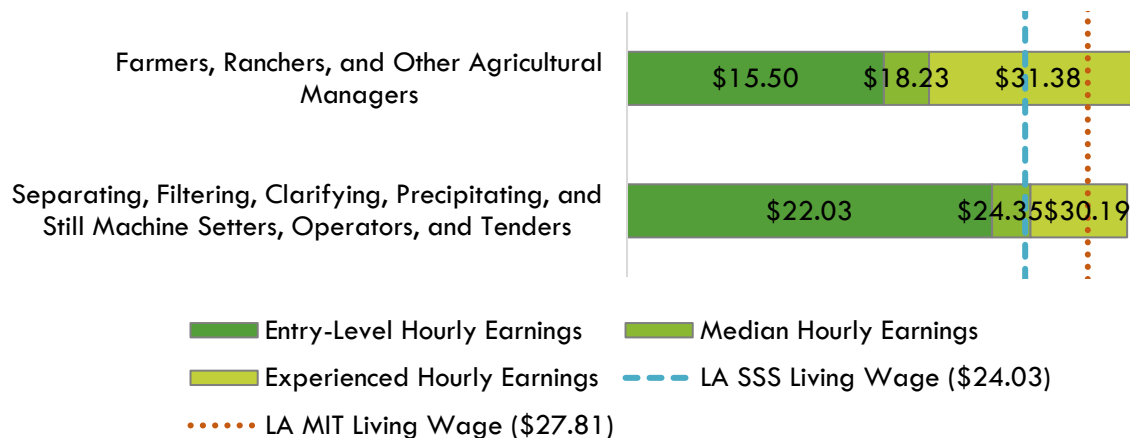 Farmers, Ranchers, and Other Agricultural
Managers
$15.50 $18.23 $31.38
Separating, Filtering, Clarifying, Precipitating, and
Still Machine Setters, Operators, and Tenders
$22.03 $24.35 $30.19
Entry-Level Hourly Earnings Median Hourly Earnings
Experienced Hourly Earnings LA SSS Living Wage ($24.03)
LA MIT Living Wage ($27.81)